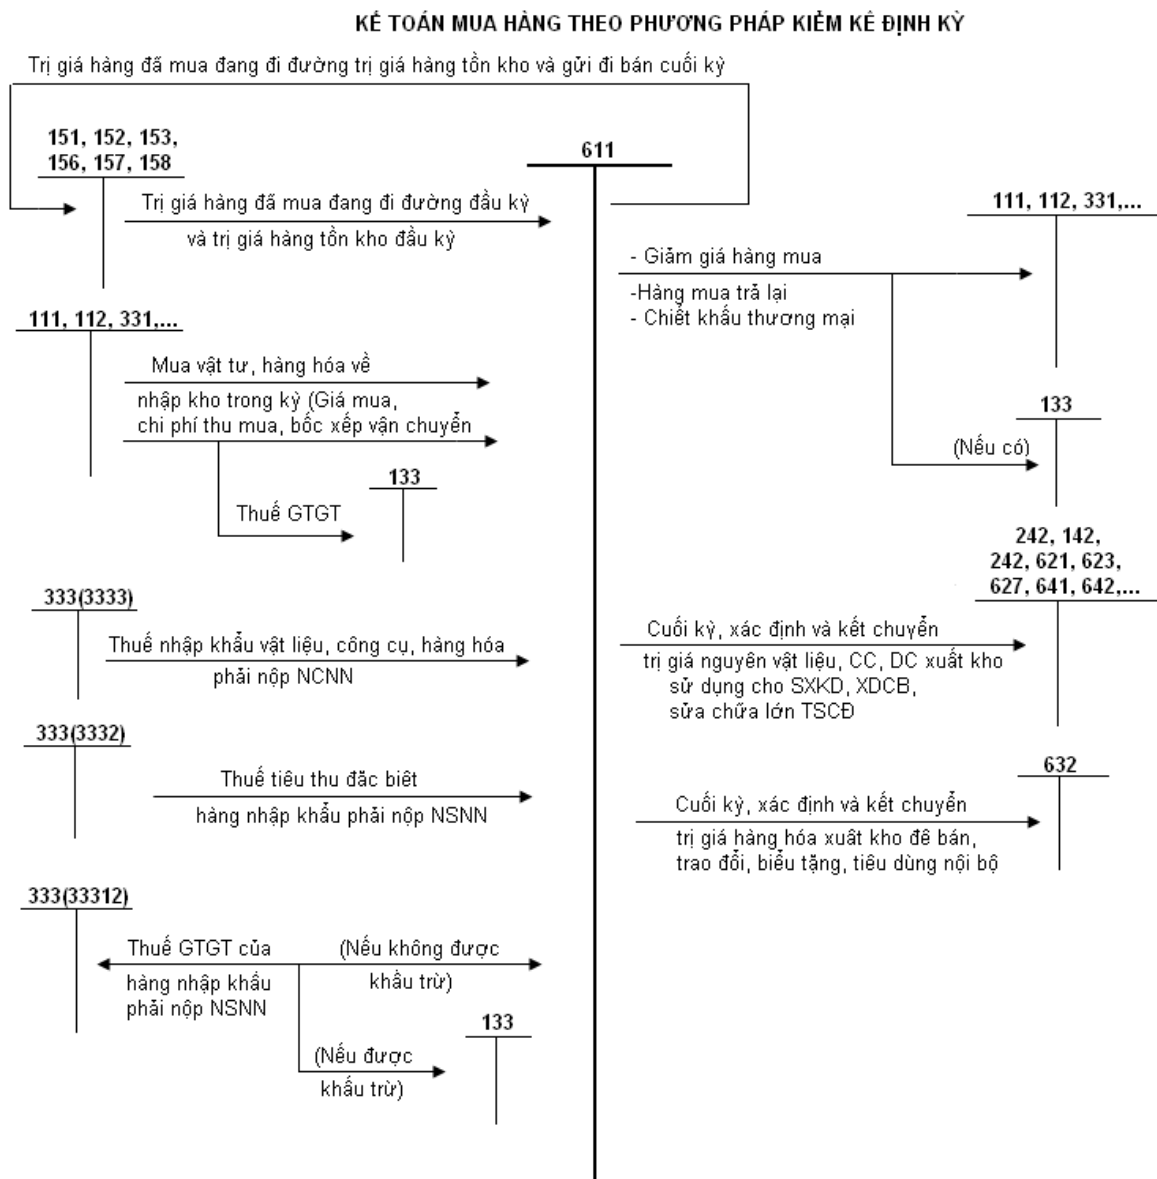 KẾ TOÁN MUA HÀNG THEO PHƯƠNG PHÁP KIỂM KÊ ĐỊNH KỲ
Trị giá hàng đã mua đang đi đường trị giá hàng tồn kho và gửi đi bán cuối kỳ
151, 152, 153,
156, 157, 158
611
Trị giá hàng đã mua đang đi đường đầu kỳ
và trị giá hàng tồn kho đầu kỳ
111, 112, 331,...
Mua vật tư, hàng hóa về
nhập kho trong kỳ (Giá mua,
chi phí thu mua, bốc xếp vận chuyển
133
Thuế GTGT
333(3333)
Thuế nhập khẩu vật liệu, công cụ, hàng hóa
phải nộp NCNN
333(3332)
Thuế tiêu thu đăc biêt
hàng nhập khẩu phải nộp NSNN
333(33312)
Thuế GTGT của
hàng nhập khẩu
phải nộp NSNN
(Nếu không được
khấu trừ)
133
(Nếu được
khấu trừ)
111, 112, 331,...
- Giảm giá hàng mua
-Hàng mua trả lại
- Chiết khấu thương mại
133
(Nếu có)
242, 142,
242, 621, 623,
627, 641, 642,...
Cuối kỳ, xác định và kết chuyển
trị giá nguyên vật liệu, CC, DC xuất kho
sử dụng cho SXKD, XDCB,
sửa chữa lớn TSCĐ
632
Cuối kỳ, xác định và kết chuyển
trị giá hàng hóa xuât kho đê bán,
trao đổi, biểu tặng, tiêu dùng nội bộ